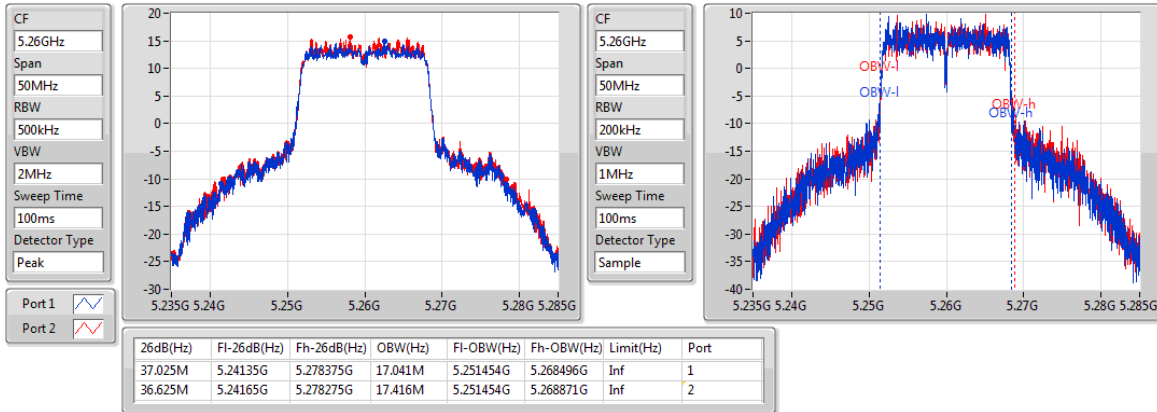 CF
5.26GHz
Span
50MHz
RBW
500kHz
VBW
2MHz
Sweep Time
100ms
Detector Type
Peak
Port 1
Port 2
20
15
10
5
0
-5
-10
-15
-20
-25
-30
5.235G 5.24G 5.25G 5.26G 5.27G 5.28G 5.285G
CF
5.26GHz
Span
50MHz
RBW
200kHz
VBW
1MHz
Sweep Time
100ms
Detector Type
Sample
10
5
0
-5
-10
-15
-20
-25
-30
-35
-40
OBW-l
OBW-l
OBW-h
OBW-h
5.235G 5.24G 5.25G 5.26G 5.27G 5.28G 5.285G
26dB(Hz) Fl-26dB(Hz) Fh-26dB(Hz) OBW(Hz) Fl-OBW(Hz) Fh-OBW(Hz) Limit(Hz) Port
37.025M 5.24135G 5.278375G 17.041M 5.251454G 5.268496G Inf 1
36.625M 5.24165G 5.278275G 17.416M 5.251454G 5.268871G Inf 2